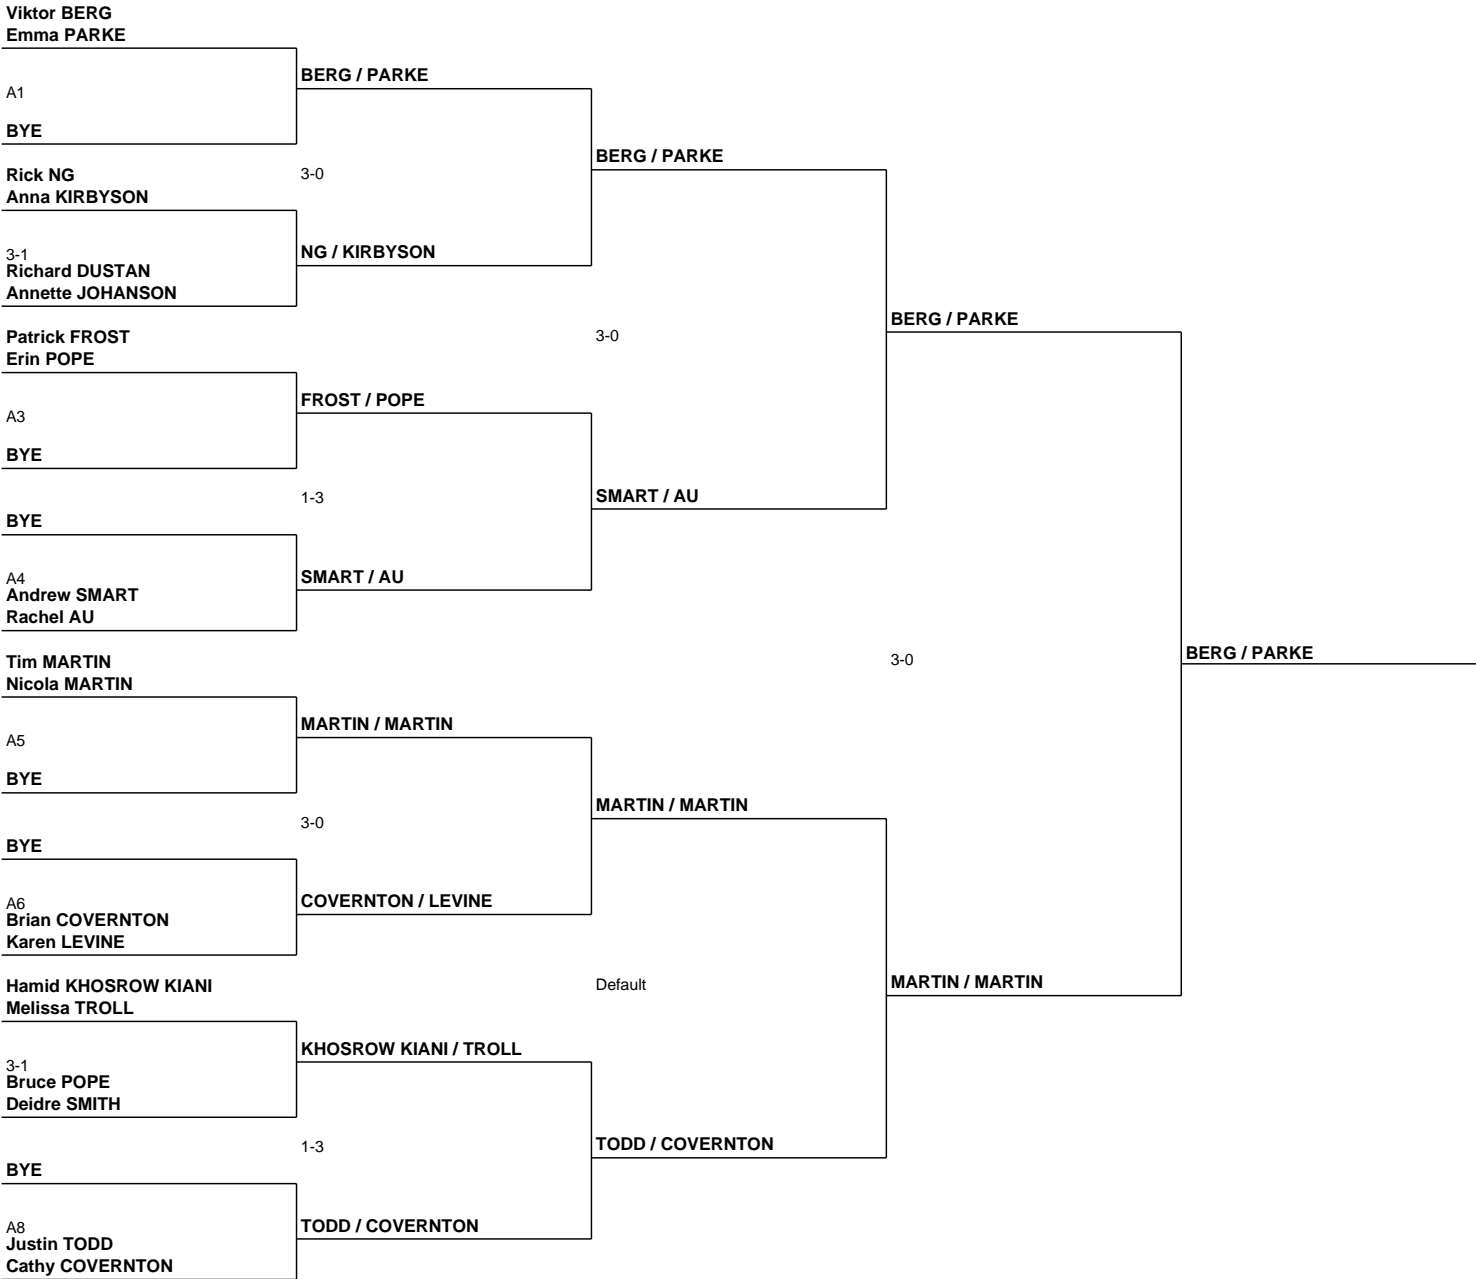 Viktor BERG
Emma PARKE
A1
BYE
Rick NG
Anna KIRBYSON
3-1
Richard DUSTAN
Annette JOHANSON
Patrick FROST
Erin POPE
A3
BYE
BYE
A4
Andrew SMART
Rachel AU
Tim MARTIN
Nicola MARTIN
A5
BYE
BYE
A6
Brian COVERNTON
Karen LEVINE
Hamid KHOSROW KIANI
Melissa TROLL
3-1
Bruce POPE
Deidre SMITH
BYE
A8
Justin TODD
Cathy COVERNTON
BERG / PARKE
3-0
NG / KIRBYSON
FROST / POPE
1-3
SMART / AU
MARTIN / MARTIN
3-0
COVERNTON / LEVINE
KHOSROW KIANI / TROLL
1-3
TODD / COVERNTON
BERG / PARKE
3-0
SMART / AU
MARTIN / MARTIN
Default
TODD / COVERNTON
BERG / PARKE
3-0
MARTIN / MARTIN
BERG / PARKE